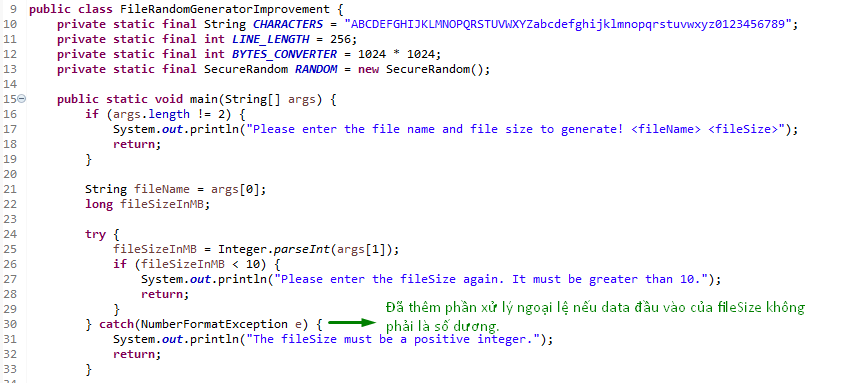 9 public class FileRandomGeneratorImprovement {
10 private static final String CHARACTERS = "ABCDEFGHIJKLMNOPQRSTUVWXYZabcdefghijklmnopqrstuvwxyz0123456789";
11 private static final int LINE_LENGTH = 256;
12 private static final int BYTES_CONVERTER = 1024 * 1024;
13 private static final SecureRandom RANDOM = new SecureRandom();
14
15 public static void main(String[] args) {
16 if (args.length != 2) {
17 System.out.println("Please enter the file name and file size to generate! <fileName> <fileSize>");
18 return;
19 }
20
21 String fileName = args[0];
22 long fileSizeInMB;
23
24 try {
25 fileSizeInMB = Integer.parseInt(args[1]);
26 if (fileSizeInMB < 10) {
27 System.out.println("Please enter the fileSize again. It must be greater than 10.");
28 return;
29 }
30 } catch(NumberFormatException e) {
Đã thêm phần xử lý ngoại lệ nếu data đầu vào của fileSize không
phải là số dương.
31 System.out.println("The fileSize must be a positive integer.");
32 return;
33 }
34